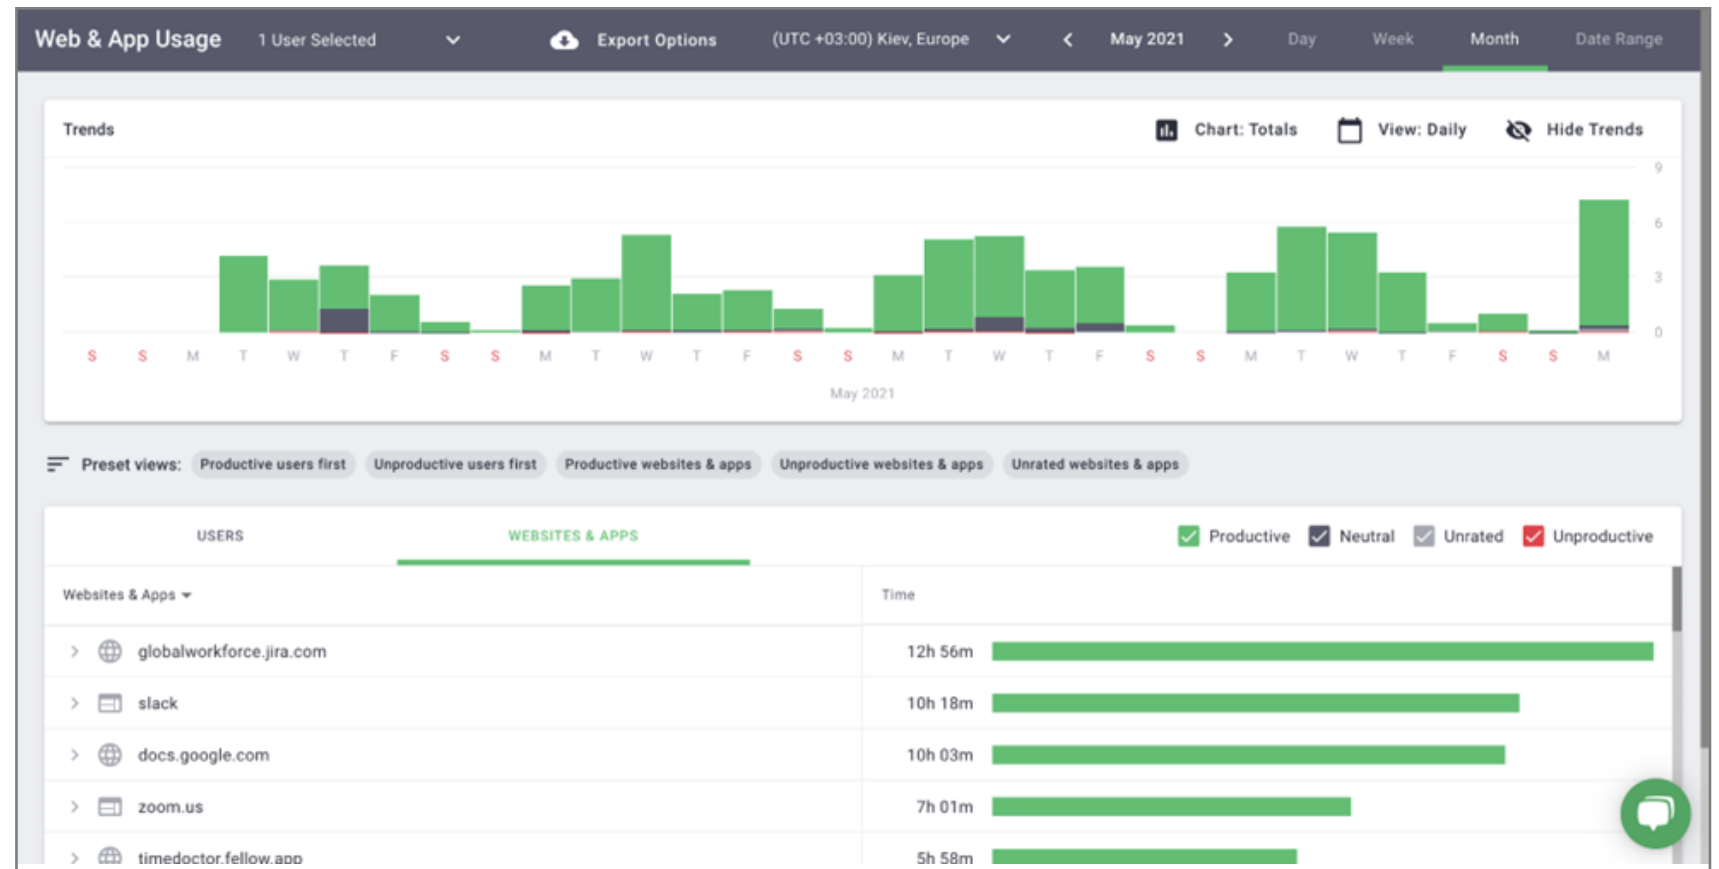 Web & App Usage 1 User Selected Export Options (UTC +03:00) Kiev, Europe May 2021 Day Week Month Date Range
Trends Chart: Totals View: Daily Hide Trends
9
6
3
0
S S M T W T F S S M T W T F S S M T W T F S S M T W T F S S M
May 2021
Preset views: Productive users first Unproductive users first Productive websites & apps Unproductive websites & apps Unrated websites & apps
USERS WEBSITES & APPS Productive Neutral Unrated Unproductive
Websites & Apps Time
globalworkforce.jira.com 12h 56m
slack 10h 18m
docs.google.com 10h 03m
zoom.us 7h 01m
timedoctor.fellow.app 5h 58m